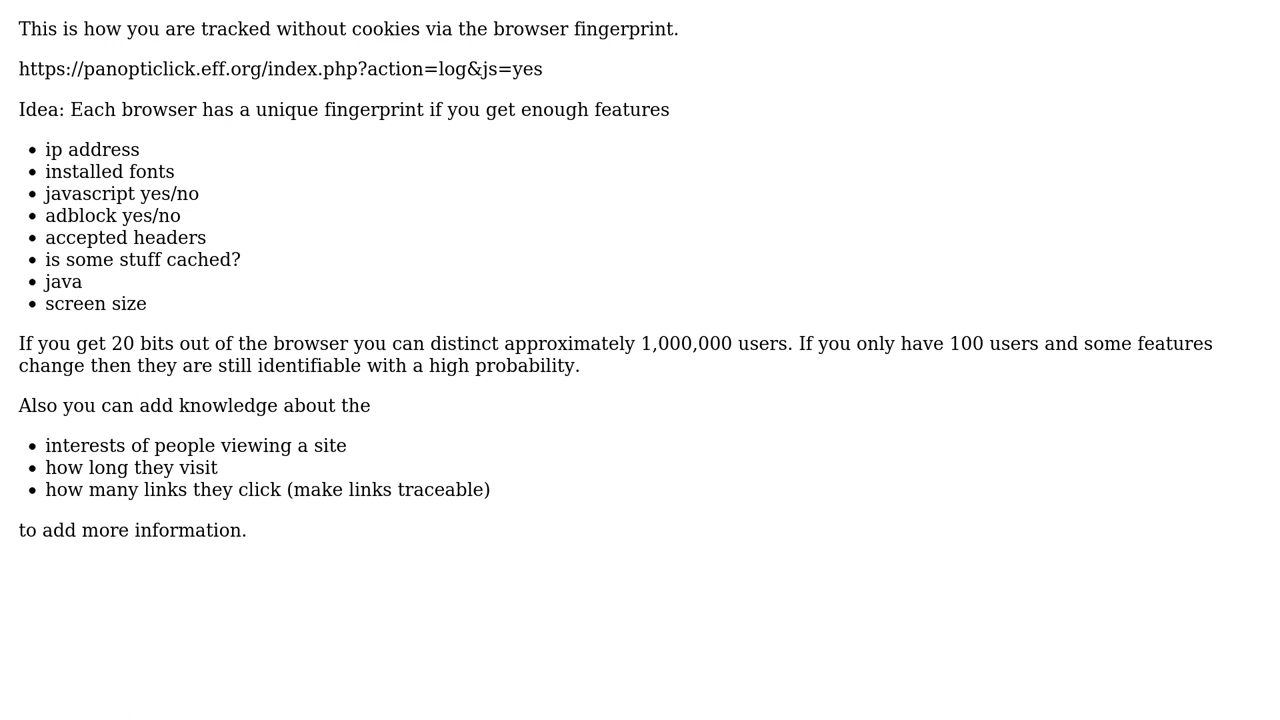 This is how you are tracked without cookies via the browser fingerprint.
https://panopticlick.eff.org/index.php?action=log&js=yes
Idea: Each browser has a unique fingerprint if you get enough features
• ip address
• installed fonts
• javascript yes/no
• adblock yes/no
• accepted headers
• is some stuff cached?
• java
• screen size
If you get 20 bits out of the browser you can distinct approximately 1,000,000 users. If you only have 100 users and some features
change then they are still identifiable with a high probability.
Also you can add knowledge about the
• interests of people viewing a site
• how long they visit
• how many links they click (make links traceable)
to add more information.